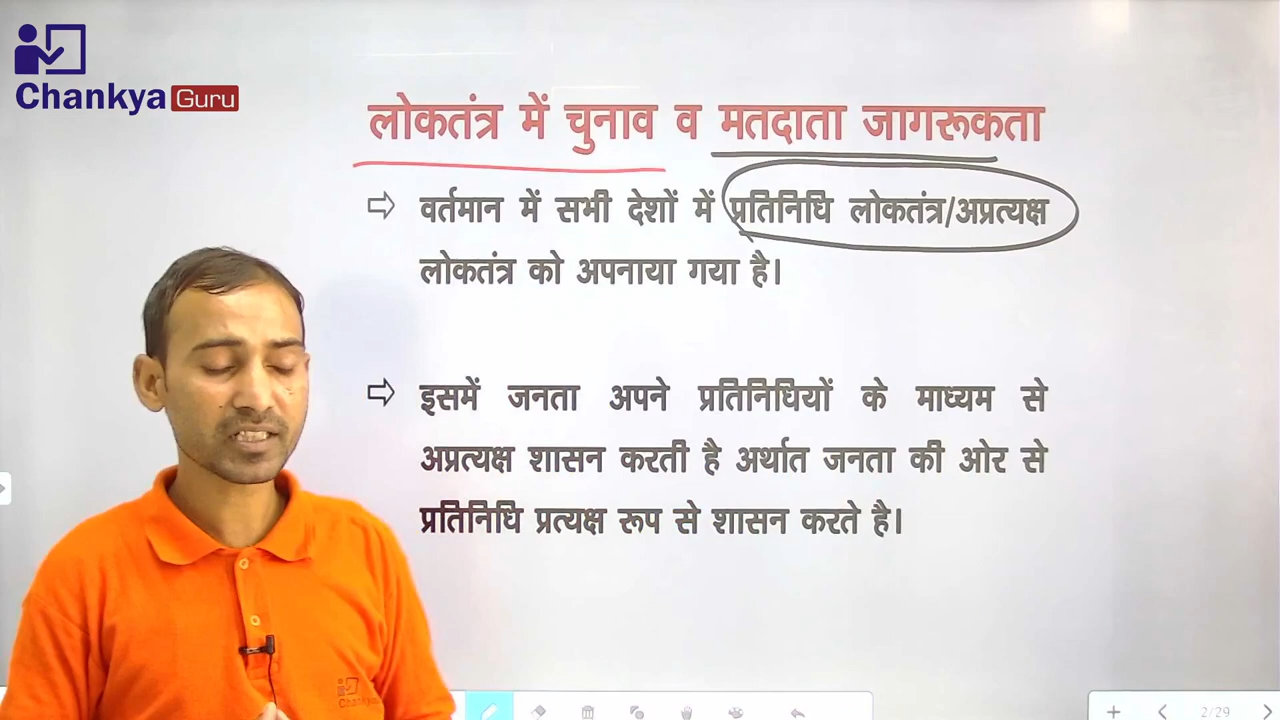 Chankya Guru
लोकतंत्र में चुनाव व मतदाता जागरूकता
⇨ वर्तमान में सभी देशों में प्रतिनिधि लोकतंत्र/अप्रत्यक्ष
लोकतंत्र को अपनाया गया है।
⇨ इसमें जनता अपने प्रतिनिधियों के माध्यम से
अप्रत्यक्ष शासन करती है अर्थात जनता की ओर से
प्रतिनिधि प्रत्यक्ष रूप से शासन करते है।
2/29